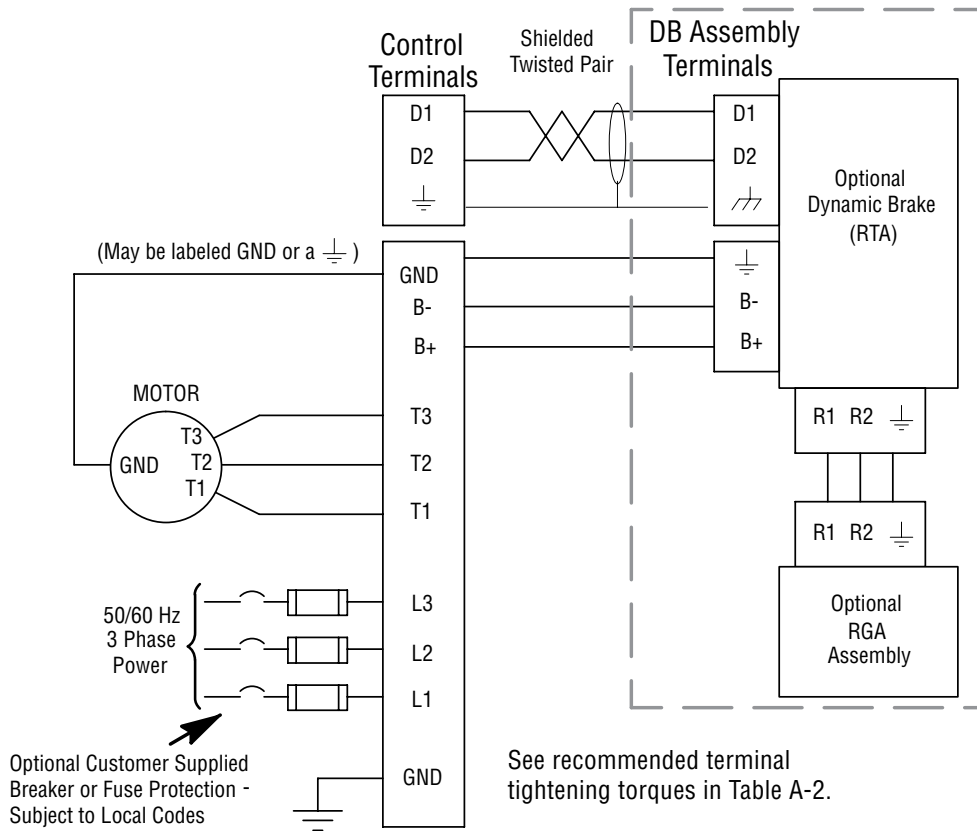 Control
Terminals
Shielded
Twisted Pair
DB Assembly
Terminals
D1
D2
D1
D2
Optional
Dynamic Brake
(RTA)
(May be labeled GND or a ⏚ )
GND
B-
B+
B-
B+
MOTOR
GND
T3
T2
T1
T3
T2
T1
R1 R2
R1 R2
Optional
RGA
Assembly
50/60 Hz
3 Phase
Power
L3
L2
L1
GND
Optional Customer Supplied
Breaker or Fuse Protection -
Subject to Local Codes
See recommended terminal
tightening torques in Table A-2.